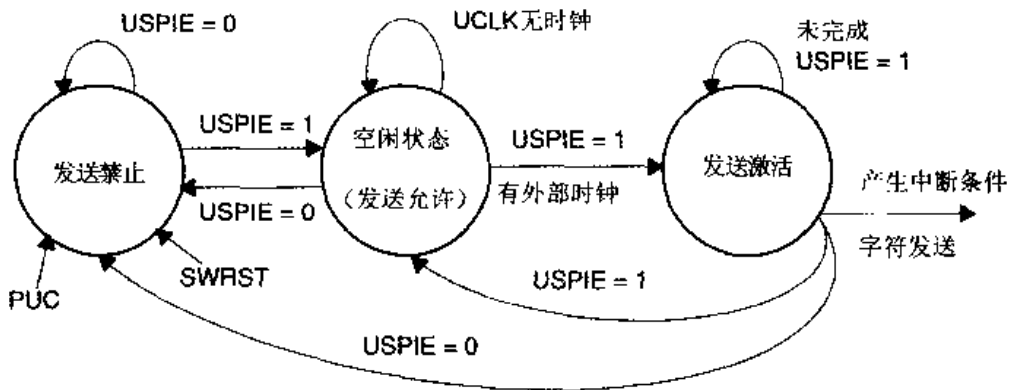 USPIE = 0
UCLK无时钟
未完成
USPIE = 1
USPIE = 1
空闲状态
USPIE = 1
发送禁止
发送激活
产生中断条件
USPIE = 0
（发送允许）
有外部时钟
字符发送
PUC
SWRST
USPIE = 1
USPIE = 0